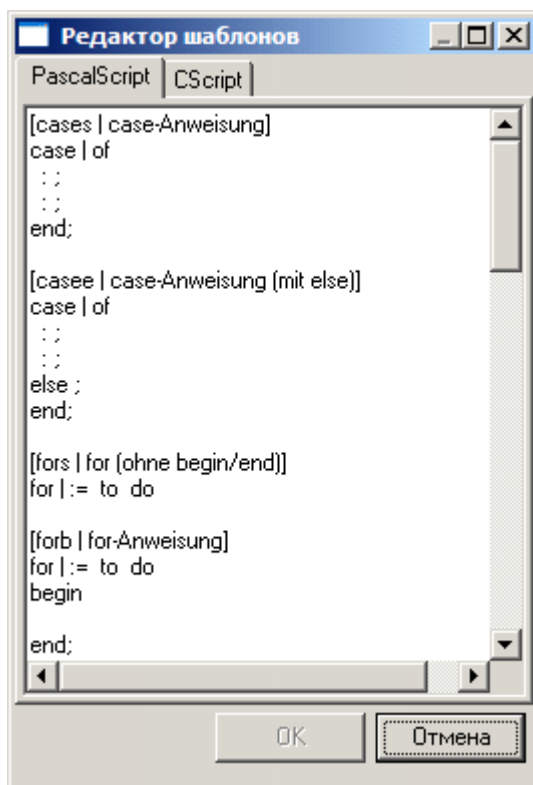 Редактор шаблонов
PascalScript CScript
[cases | case-Anweisung]
case | of
  : ;
  : ;
end;

[casee | case-Anweisung (mit else)]
case | of
  : ;
  : ;
else ;
end;

[fors | for (ohne begin/end)]
for | := to do

[forb | for-Anweisung]
for | := to do
begin

end;
OK Отмена